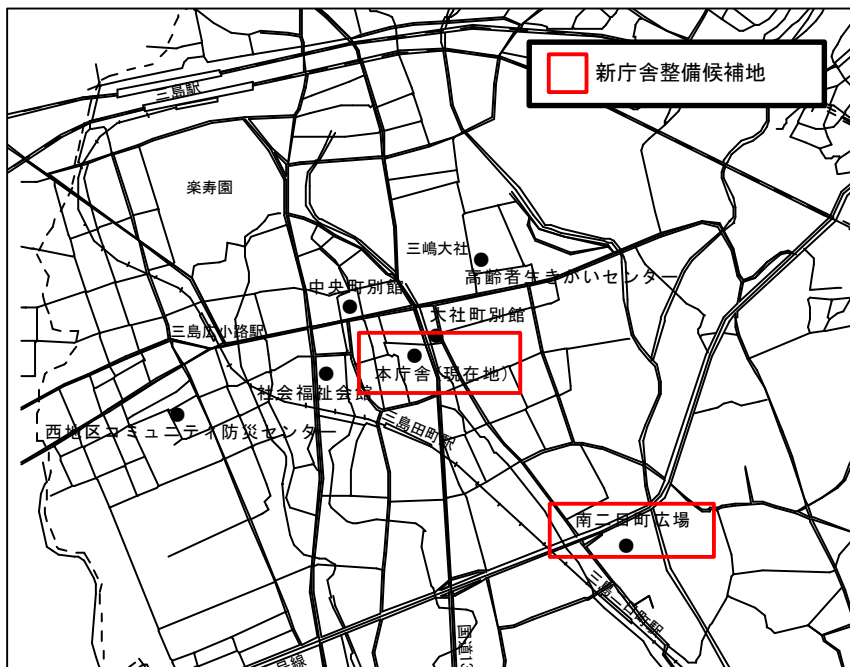 新庁舎整備候補地
三島駅
楽寿園
三嶋大社
高齢者生きがいセンター
中央町別館
大社町別館
三島広小路駅
本庁舎(現在地)
社会福祉会館
西地区コミュニティ防災センター
三島田町駅
南二日町広場
三島二日町駅